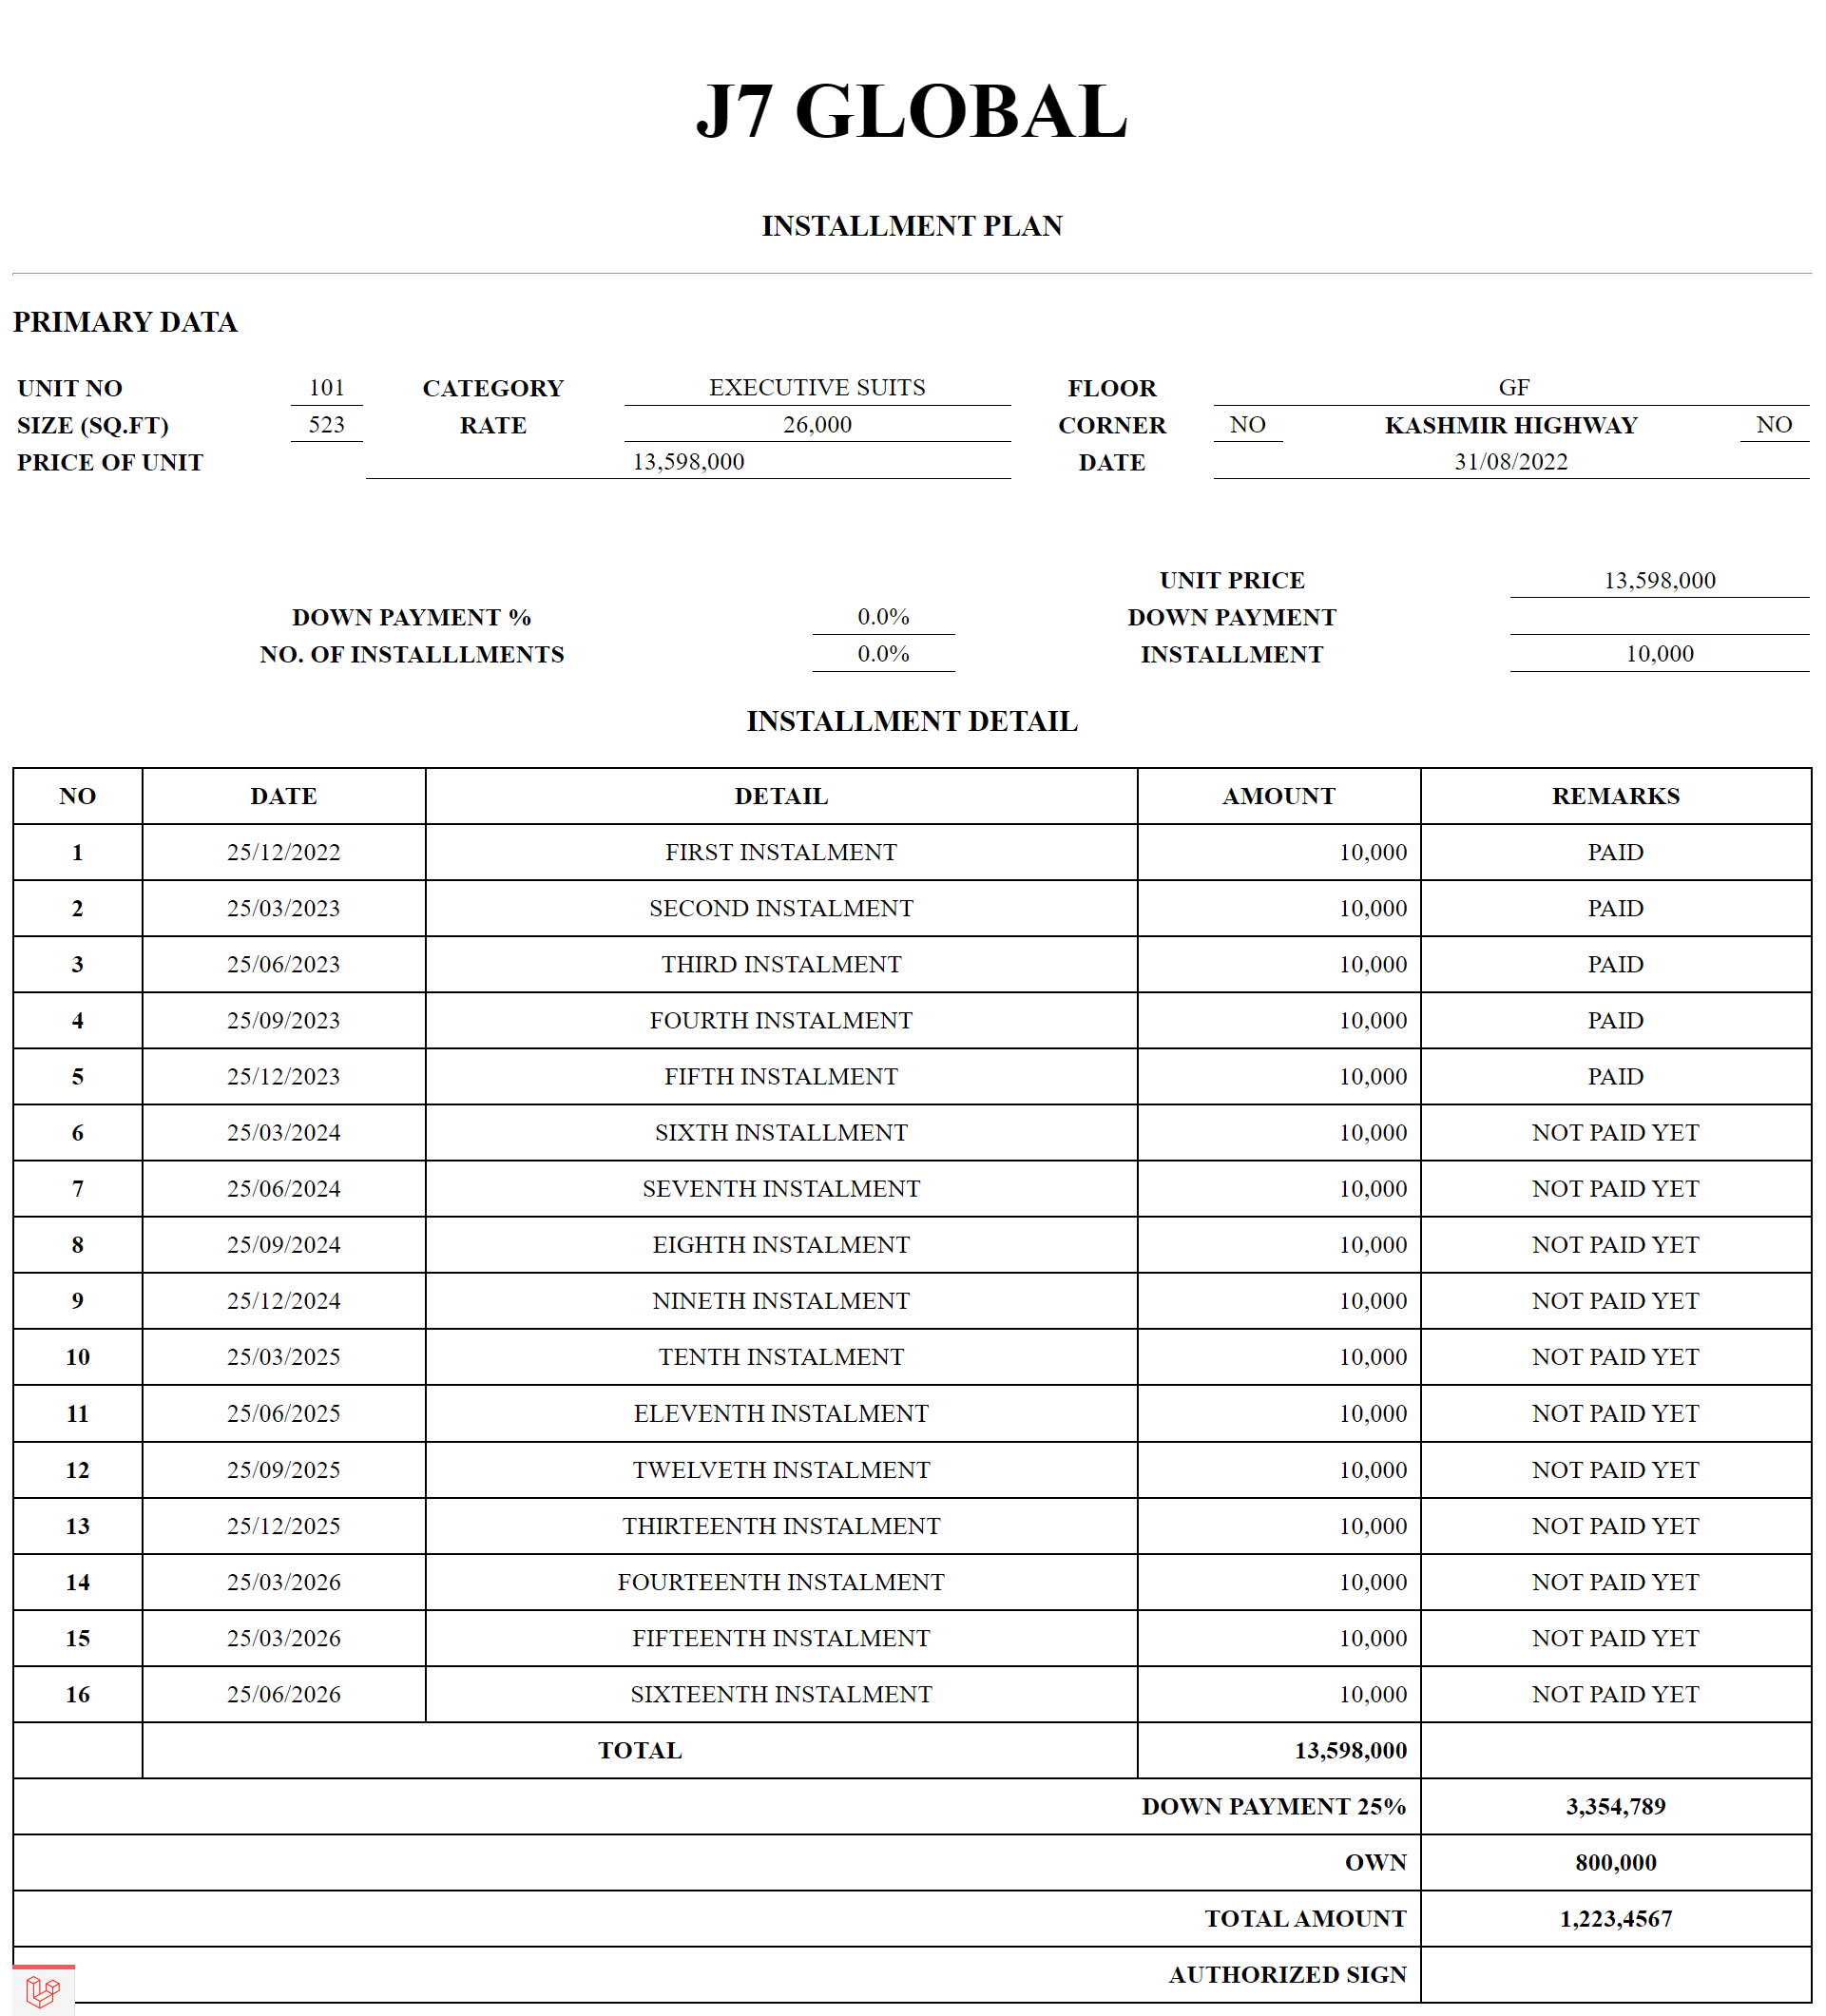 J7 GLOBAL
INSTALLMENT PLAN
PRIMARY DATA
UNIT NO 101 CATEGORY EXECUTIVE SUITS FLOOR GF
SIZE (SQ.FT) 523 RATE 26,000 CORNER NO KASHMIR HIGHWAY NO
PRICE OF UNIT 13,598,000 DATE 31/08/2022
UNIT PRICE 13,598,000
DOWN PAYMENT % 0.0% DOWN PAYMENT
NO. OF INSTALLLMENTS 0.0% INSTALLMENT 10,000
INSTALLMENT DETAIL
NO DATE DETAIL AMOUNT REMARKS
1 25/12/2022 FIRST INSTALMENT 10,000 PAID
2 25/03/2023 SECOND INSTALMENT 10,000 PAID
3 25/06/2023 THIRD INSTALMENT 10,000 PAID
4 25/09/2023 FOURTH INSTALMENT 10,000 PAID
5 25/12/2023 FIFTH INSTALMENT 10,000 PAID
6 25/03/2024 SIXTH INSTALLMENT 10,000 NOT PAID YET
7 25/06/2024 SEVENTH INSTALMENT 10,000 NOT PAID YET
8 25/09/2024 EIGHTH INSTALMENT 10,000 NOT PAID YET
9 25/12/2024 NINETH INSTALMENT 10,000 NOT PAID YET
10 25/03/2025 TENTH INSTALMENT 10,000 NOT PAID YET
11 25/06/2025 ELEVENTH INSTALMENT 10,000 NOT PAID YET
12 25/09/2025 TWELVETH INSTALMENT 10,000 NOT PAID YET
13 25/12/2025 THIRTEENTH INSTALMENT 10,000 NOT PAID YET
14 25/03/2026 FOURTEENTH INSTALMENT 10,000 NOT PAID YET
15 25/03/2026 FIFTEENTH INSTALMENT 10,000 NOT PAID YET
16 25/06/2026 SIXTEENTH INSTALMENT 10,000 NOT PAID YET
TOTAL 13,598,000
DOWN PAYMENT 25% 3,354,789
OWN 800,000
TOTAL AMOUNT 1,223,4567
AUTHORIZED SIGN